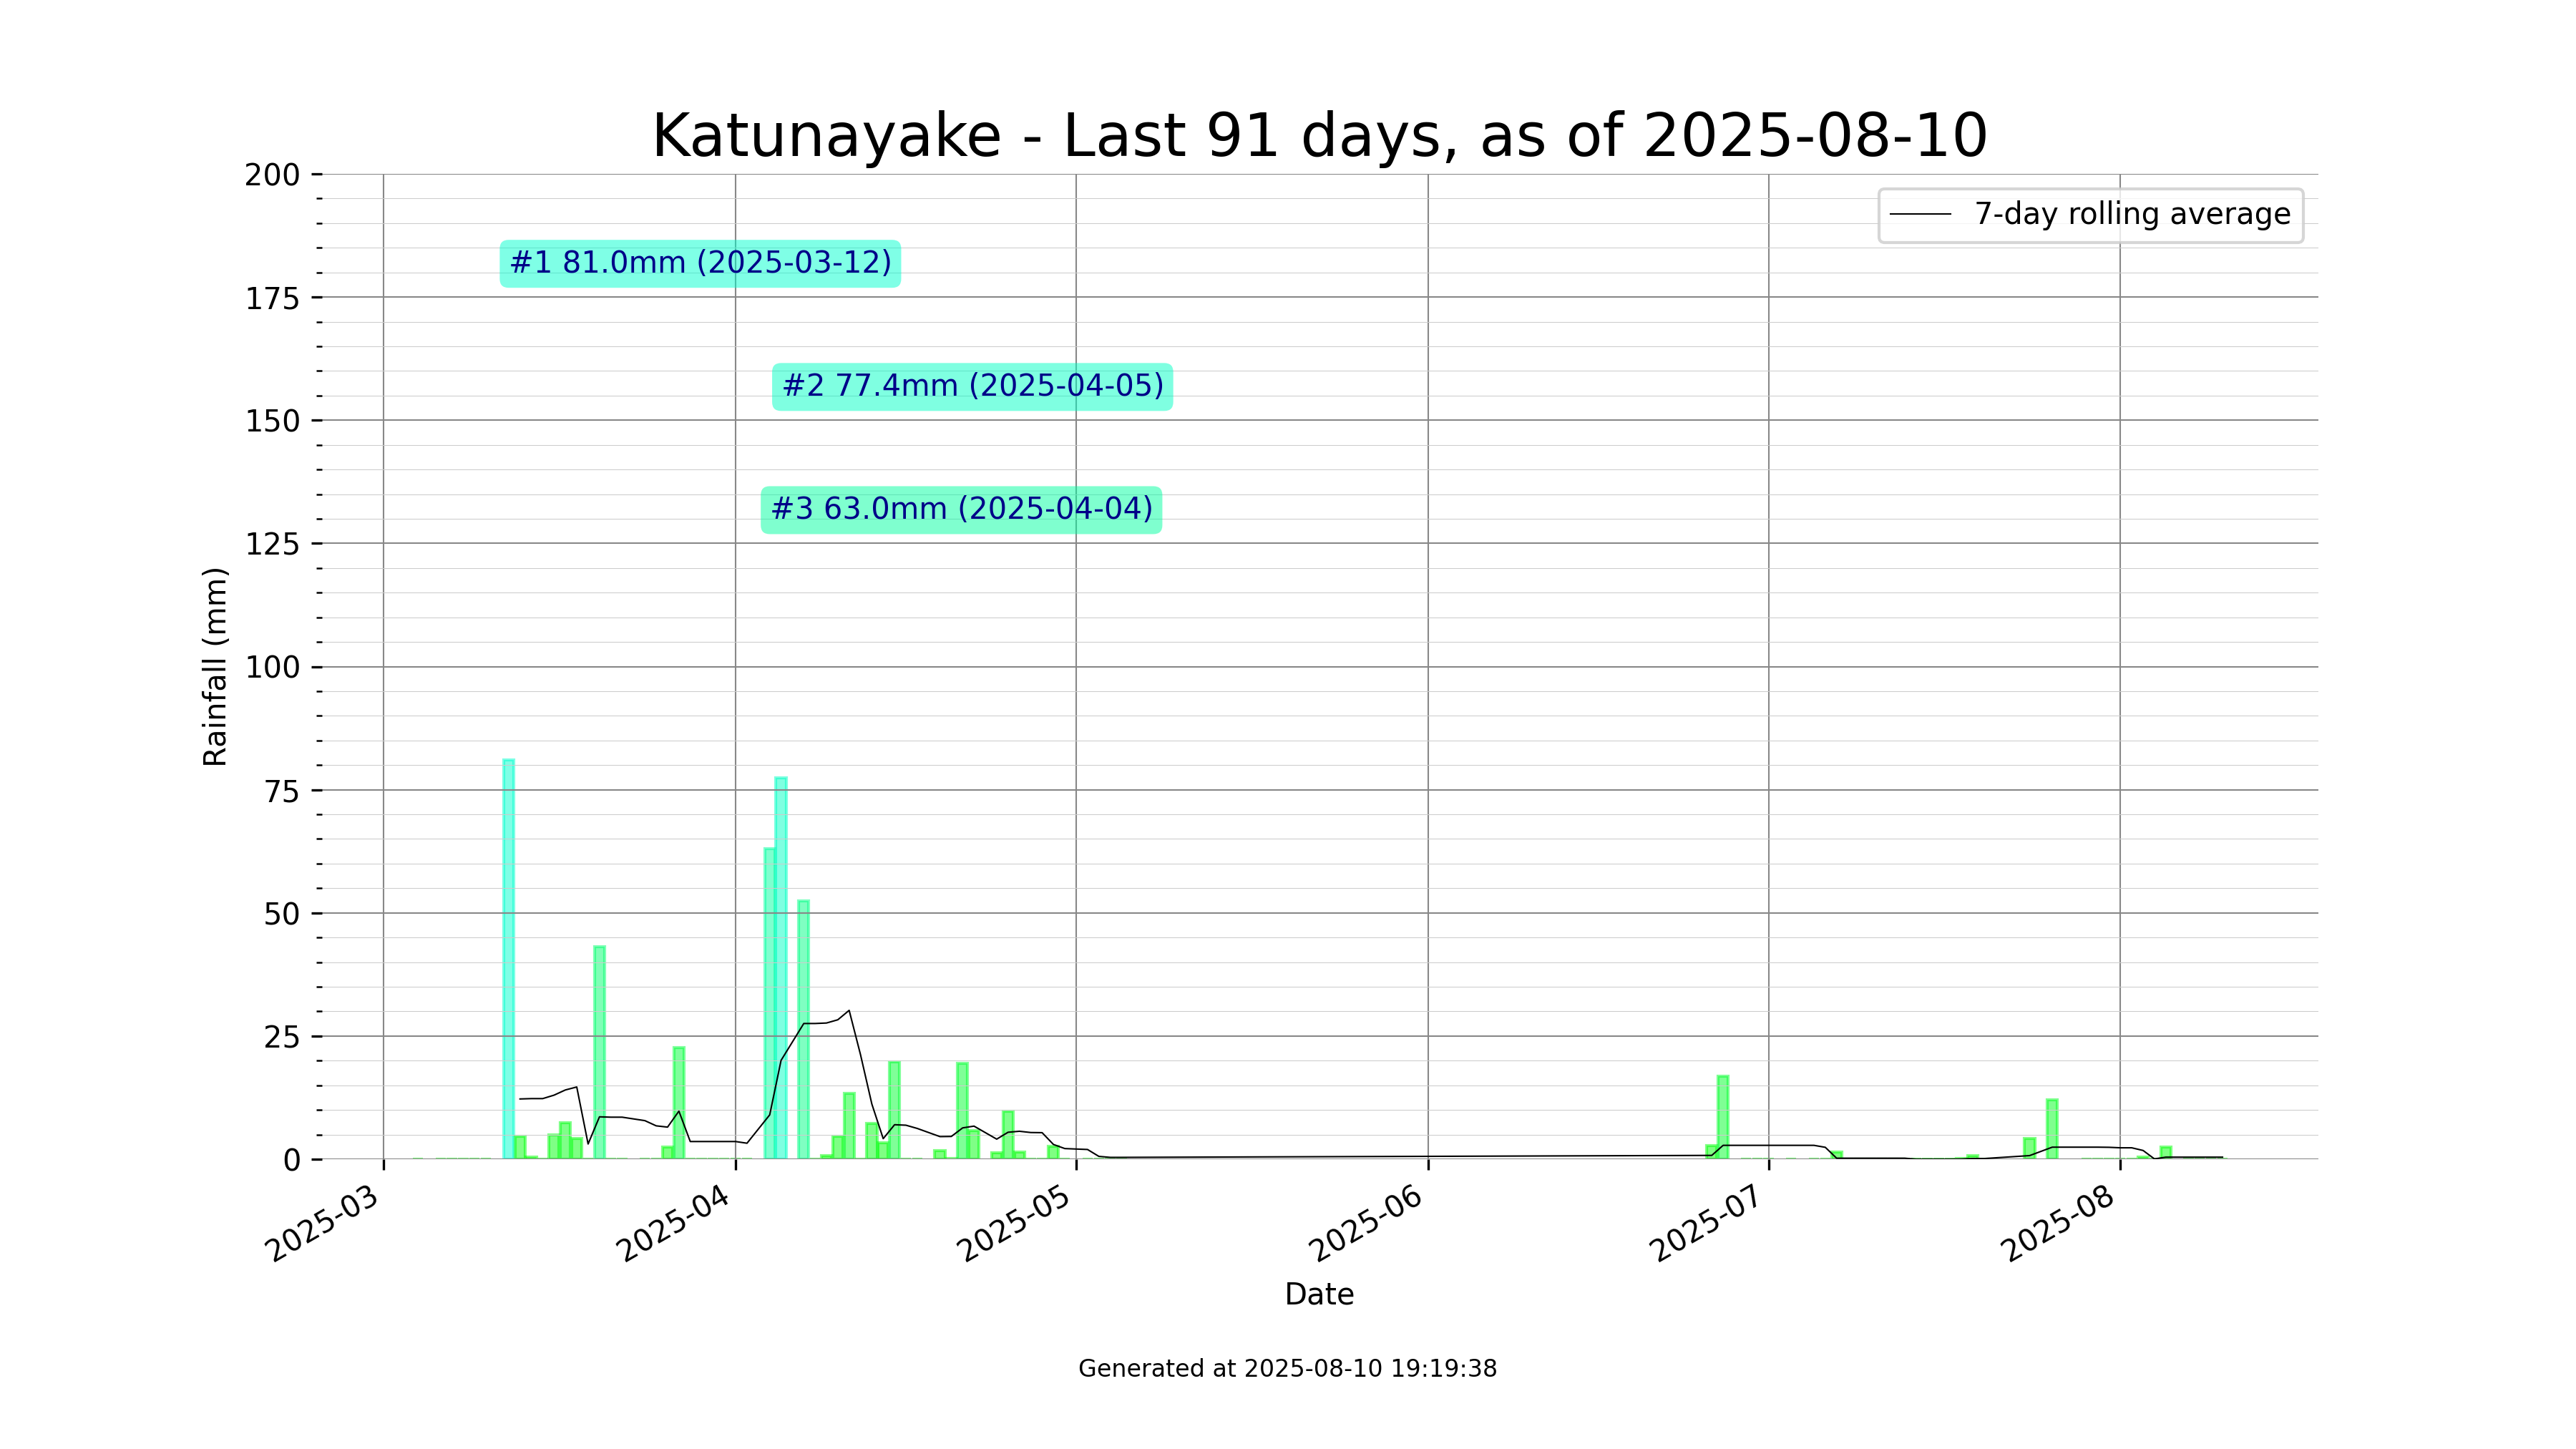 Katunayake - Last 91 days, as of 2025-08-10
7-day rolling average
#1 81.0mm (2025-03-12)
#2 77.4mm (2025-04-05)
#3 63.0mm (2025-04-04)
Rainfall (mm)
200
175
150
125
100
75
50
25
0
2025-03
2025-04
2025-05
2025-06
2025-07
2025-08
Date
Generated at 2025-08-10 19:19:38